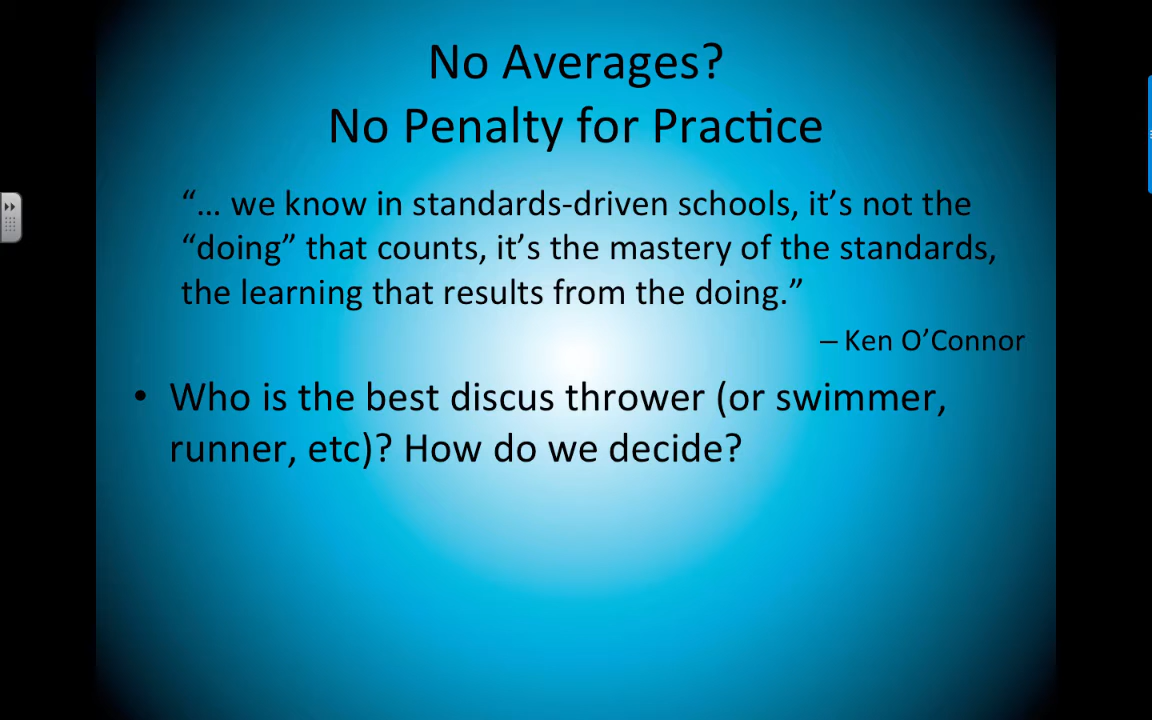 No Averages?
No Penalty for Practice
“… we know in standards-driven schools, it’s not the
“doing” that counts, it’s the mastery of the standards,
the learning that results from the doing.”
– Ken O’Connor
• Who is the best discus thrower (or swimmer,
runner, etc)? How do we decide?